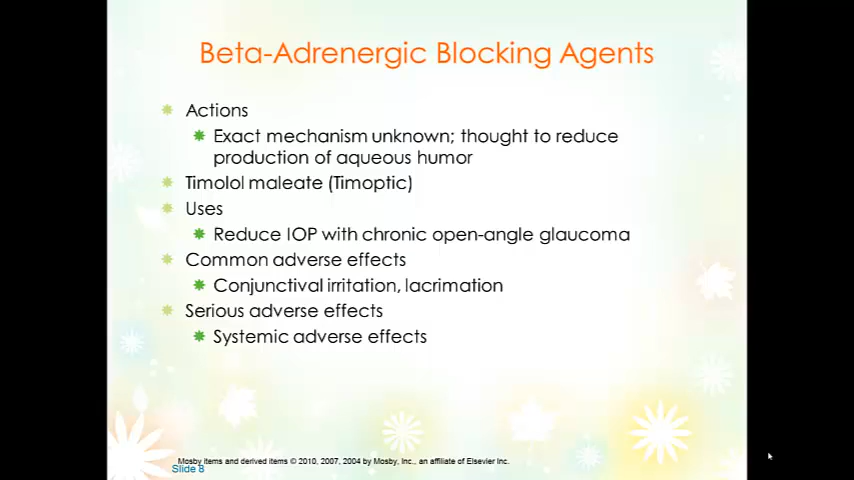 Beta-Adrenergic Blocking Agents
Actions
Exact mechanism unknown; thought to reduce
production of aqueous humor
Timolol maleate (Timoptic)
Uses
Reduce IOP with chronic open-angle glaucoma
Common adverse effects
Conjunctival irritation, lacrimation
Serious adverse effects
Systemic adverse effects
Mosby items and derived items © 2010, 2007, 2004 by Mosby, Inc., an affiliate of Elsevier Inc.
Slide 8